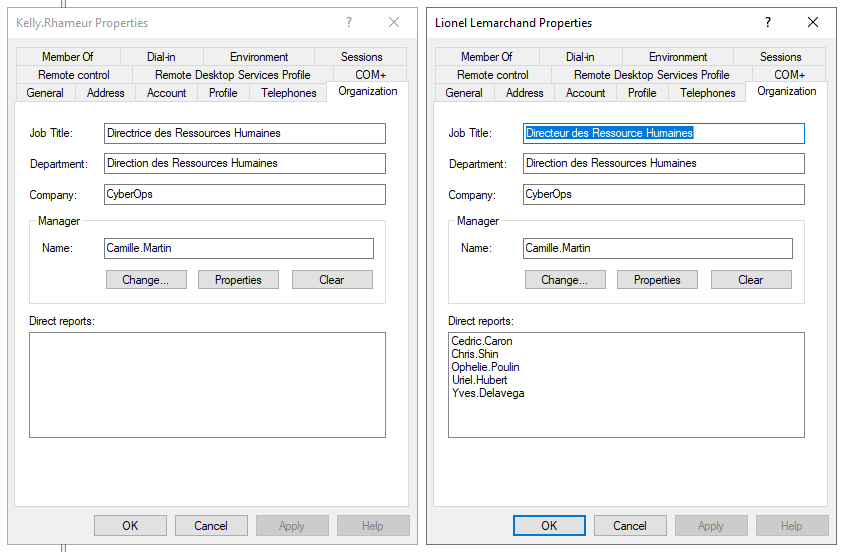 Kelly.Rhameur Properties
?
Member Of
Dial-in
Environment
Sessions
Remote control
Remote Desktop Services Profile
COM+
General
Address
Account
Profile
Telephones
Organization
Job Title:
Directrice des Ressources Humaines
Department:
Direction des Ressources Humaines
Company:
CyberOps
Manager
Name:
Camille.Martin
Change...
Properties
Clear
Direct reports:
OK
Cancel
Apply
Help
Lionel Lemarchand Properties
?
Member Of
Dial-in
Environment
Sessions
Remote control
Remote Desktop Services Profile
COM+
General
Address
Account
Profile
Telephones
Organization
Job Title:
Directeur des Ressource Humaines
Department:
Direction des Ressources Humaines
Company:
CyberOps
Manager
Name:
Camille.Martin
Change...
Properties
Clear
Direct reports:
Cedric.Caron
Chris.Shin
Ophelie.Poulin
Uriel.Hubert
Yves.Delavega
OK
Cancel
Apply
Help